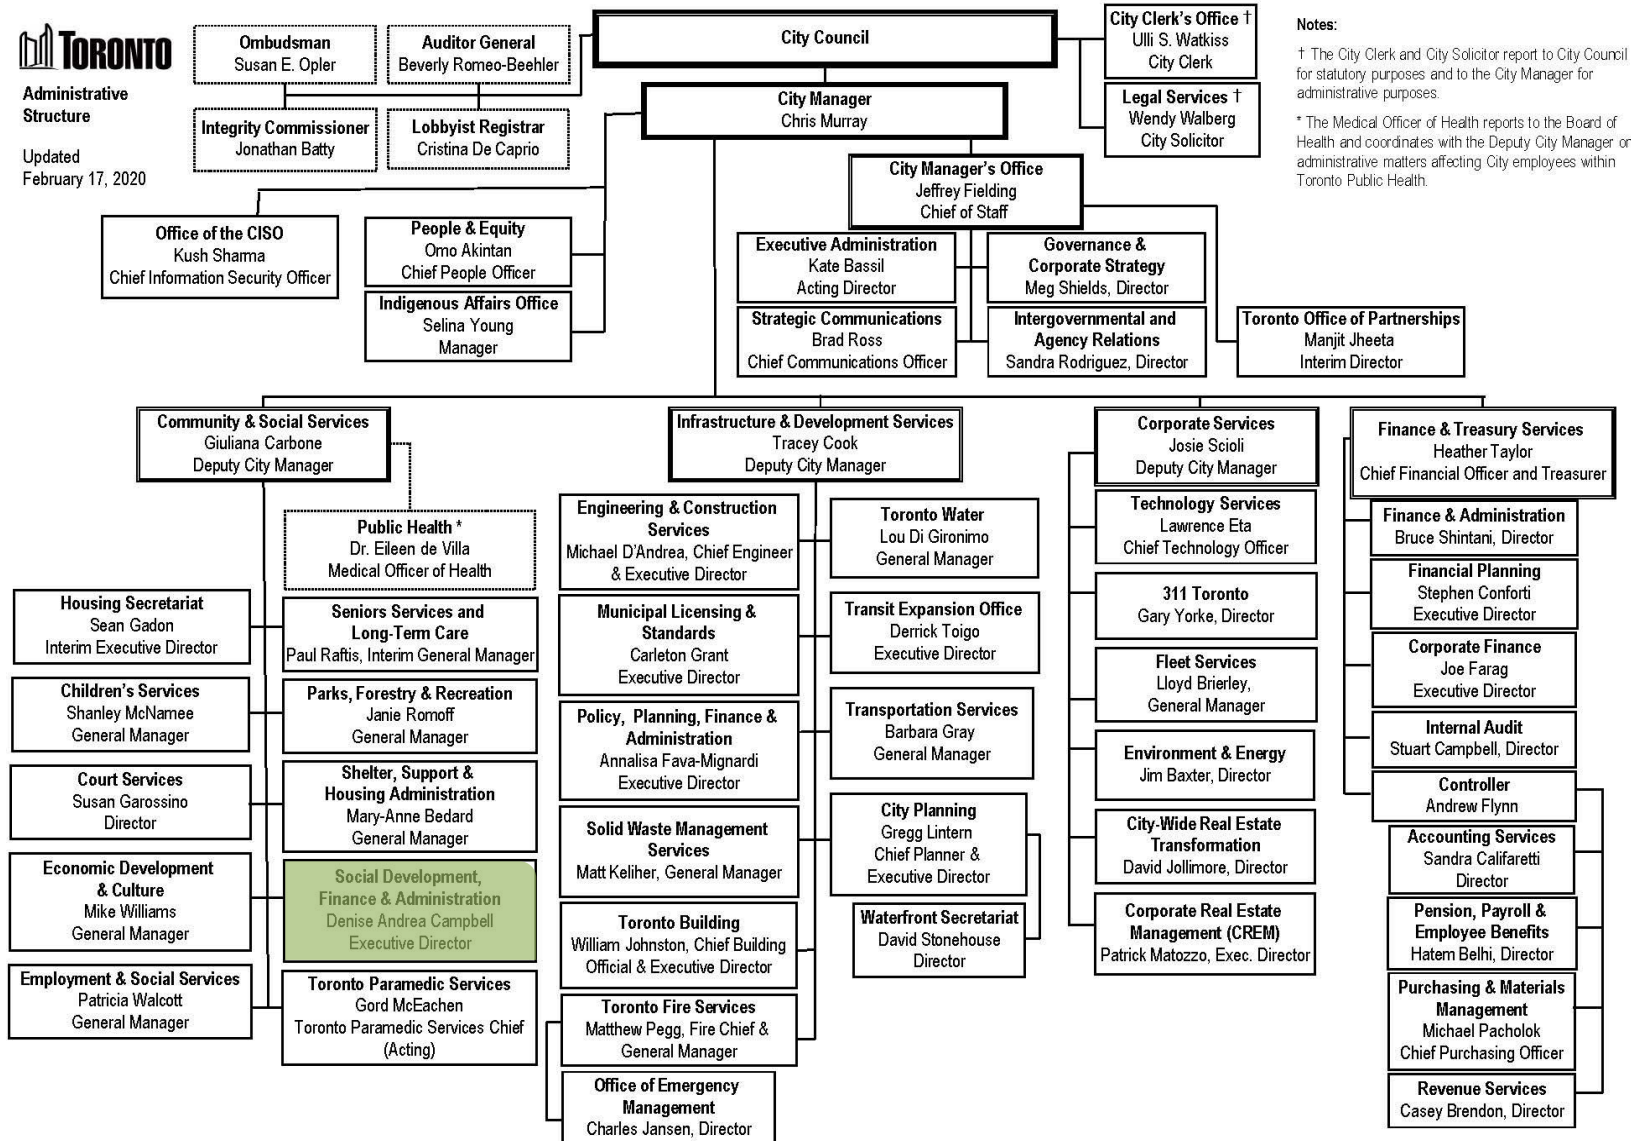 TORONTO
Administrative
Structure
Updated
February 17, 2020
Ombudsman
Susan E. Opler
Auditor General
Beverly Romeo-Beehler
Integrity Commissioner
Jonathan Batty
Lobbyist Registrar
Cristina De Caprio
City Council
City Clerk's Office †
Ulli S. Watkiss
City Clerk
Legal Services †
Wendy Walberg
City Solicitor
Notes:
† The City Clerk and City Solicitor report to City Council
for statutory purposes and to the City Manager for
administrative purposes.
* The Medical Officer of Health reports to the Board of
Health and coordinates with the Deputy City Manager on
administrative matters affecting City employees within
Toronto Public Health.
City Manager
Chris Murray
City Manager's Office
Jeffrey Fielding
Chief of Staff
Office of the CISO
Kush Sharma
Chief Information Security Officer
People & Equity
Omo Akintan
Chief People Officer
Indigenous Affairs Office
Selina Young
Manager
Executive Administration
Kate Bassil
Acting Director
Governance &
Corporate Strategy
Meg Shields, Director
Strategic Communications
Brad Ross
Chief Communications Officer
Intergovernmental and
Agency Relations
Sandra Rodriguez, Director
Toronto Office of Partnerships
Manjit Jheeta
Interim Director
Community & Social Services
Giuliana Carbone
Deputy City Manager
Public Health *
Dr. Eileen de Villa
Medical Officer of Health
Housing Secretariat
Sean Gadon
Interim Executive Director
Seniors Services and
Long-Term Care
Paul Raftis, Interim General Manager
Children's Services
Shanley McNamee
General Manager
Parks, Forestry & Recreation
Janie Romoff
General Manager
Court Services
Susan Garossino
Director
Shelter, Support &
Housing Administration
Mary-Anne Bedard
General Manager
Economic Development
& Culture
Mike Williams
General Manager
Social Development,
Finance & Administration
Denise Andrea Campbell
Executive Director
Employment & Social Services
Patricia Walcott
General Manager
Toronto Paramedic Services
Gord McEachen
Toronto Paramedic Services Chief
(Acting)
Infrastructure & Development Services
Tracey Cook
Deputy City Manager
Engineering & Construction
Services
Michael D'Andrea, Chief Engineer
& Executive Director
Toronto Water
Lou Di Gironimo
General Manager
Municipal Licensing &
Standards
Carleton Grant
Executive Director
Transit Expansion Office
Derrick Toigo
Executive Director
Policy, Planning, Finance &
Administration
Annalisa Fava-Mignardi
Executive Director
Transportation Services
Barbara Gray
General Manager
Solid Waste Management
Services
Matt Keliher, General Manager
City Planning
Gregg Lintern
Chief Planner &
Executive Director
Toronto Building
William Johnston, Chief Building
Official & Executive Director
Waterfront Secretariat
David Stonehouse
Director
Toronto Fire Services
Matthew Pegg, Fire Chief &
General Manager
Office of Emergency
Management
Charles Jansen, Director
Corporate Services
Josie Scioli
Deputy City Manager
Technology Services
Lawrence Eta
Chief Technology Officer
311 Toronto
Gary Yorke, Director
Fleet Services
Lloyd Brierley,
General Manager
Environment & Energy
Jim Baxter, Director
City-Wide Real Estate
Transformation
David Jollimore, Director
Corporate Real Estate
Management (CREM)
Patrick Matozzo, Exec. Director
Finance & Treasury Services
Heather Taylor
Chief Financial Officer and Treasurer
Finance & Administration
Bruce Shintani, Director
Financial Planning
Stephen Conforti
Executive Director
Corporate Finance
Joe Farag
Executive Director
Internal Audit
Stuart Campbell, Director
Controller
Andrew Flynn
Accounting Services
Sandra Califaretti
Director
Pension, Payroll &
Employee Benefits
Hatem Belhi, Director
Purchasing & Materials
Management
Michael Pacholok
Chief Purchasing Officer
Revenue Services
Casey Brendon, Director